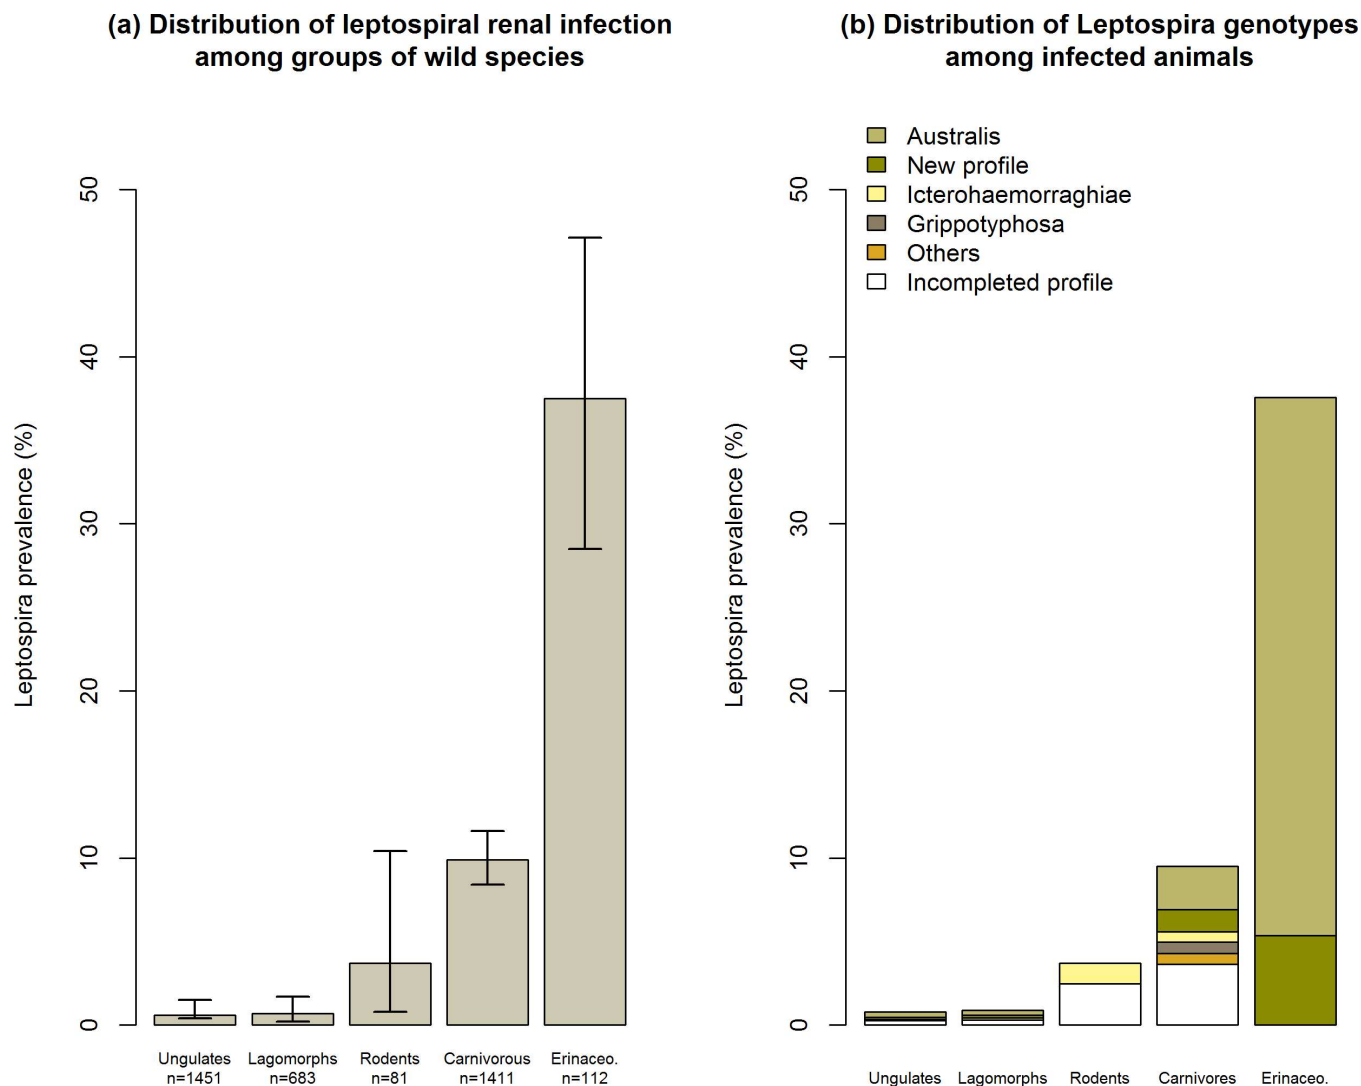 (a) Distribution of leptospiral renal infection
among groups of wild species
Leptospira prevalence (%)
50
40
30
20
10
0
Ungulates
n=1451
Lagomorphs
n=683
Rodents
n=81
Carnivorous
n=1411
Erinaceo.
n=112
(b) Distribution of Leptospira genotypes
among infected animals
Australis
New profile
Icterohaemorraghiae
Grippotyphosa
Others
Incompleted profile
Leptospira prevalence (%)
50
40
30
20
10
0
Ungulates
Lagomorphs
Rodents
Carnivores
Erinaceo.